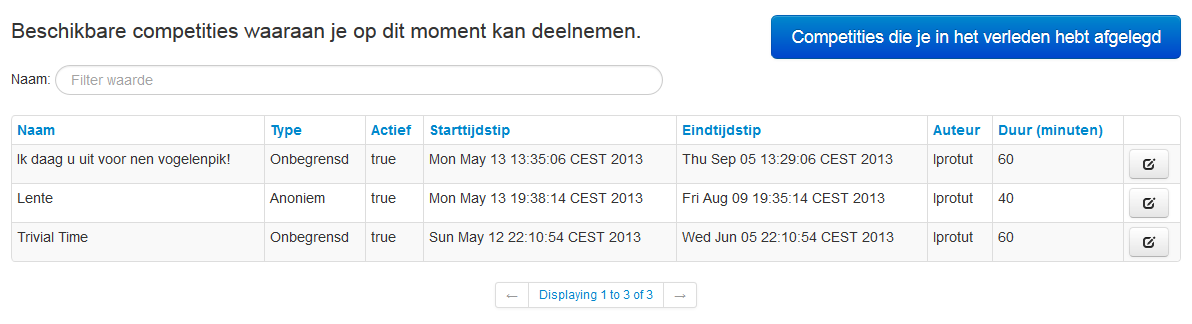 Beschikbare competities waaraan je op dit moment kan deelnemen.
Competities die je in het verleden hebt afgelegd
Naam: Filter waarde
Naam Type Actief Starttijdstip Eindtijdstip Auteur Duur (minuten)
Ik daag u uit voor nen vogelenpik! Onbegrensd true Mon May 13 13:35:06 CEST 2013 Thu Sep 05 13:29:06 CEST 2013 lprotut 60
Lente Anoniem true Mon May 13 19:38:14 CEST 2013 Fri Aug 09 19:35:14 CEST 2013 lprotut 40
Trivial Time Onbegrensd true Sun May 12 22:10:54 CEST 2013 Wed Jun 05 22:10:54 CEST 2013 lprotut 60
← Displaying 1 to 3 of 3 →